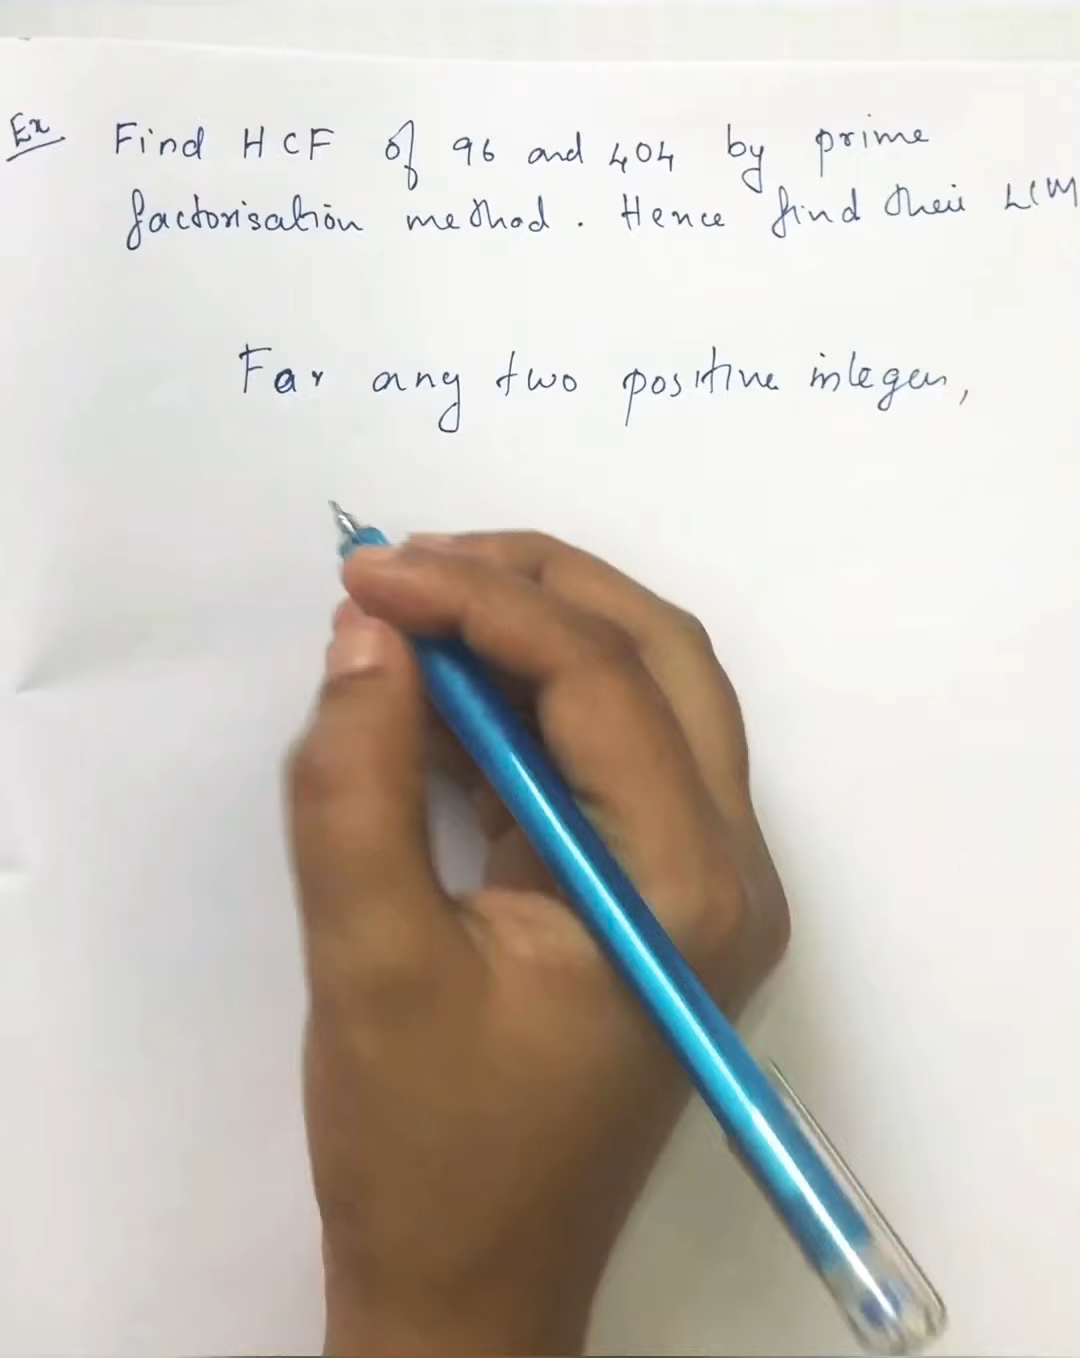 Ex Find HCF of 96 and 404 by prime
factorisation method. Hence find their LCM
For any two positive integers,